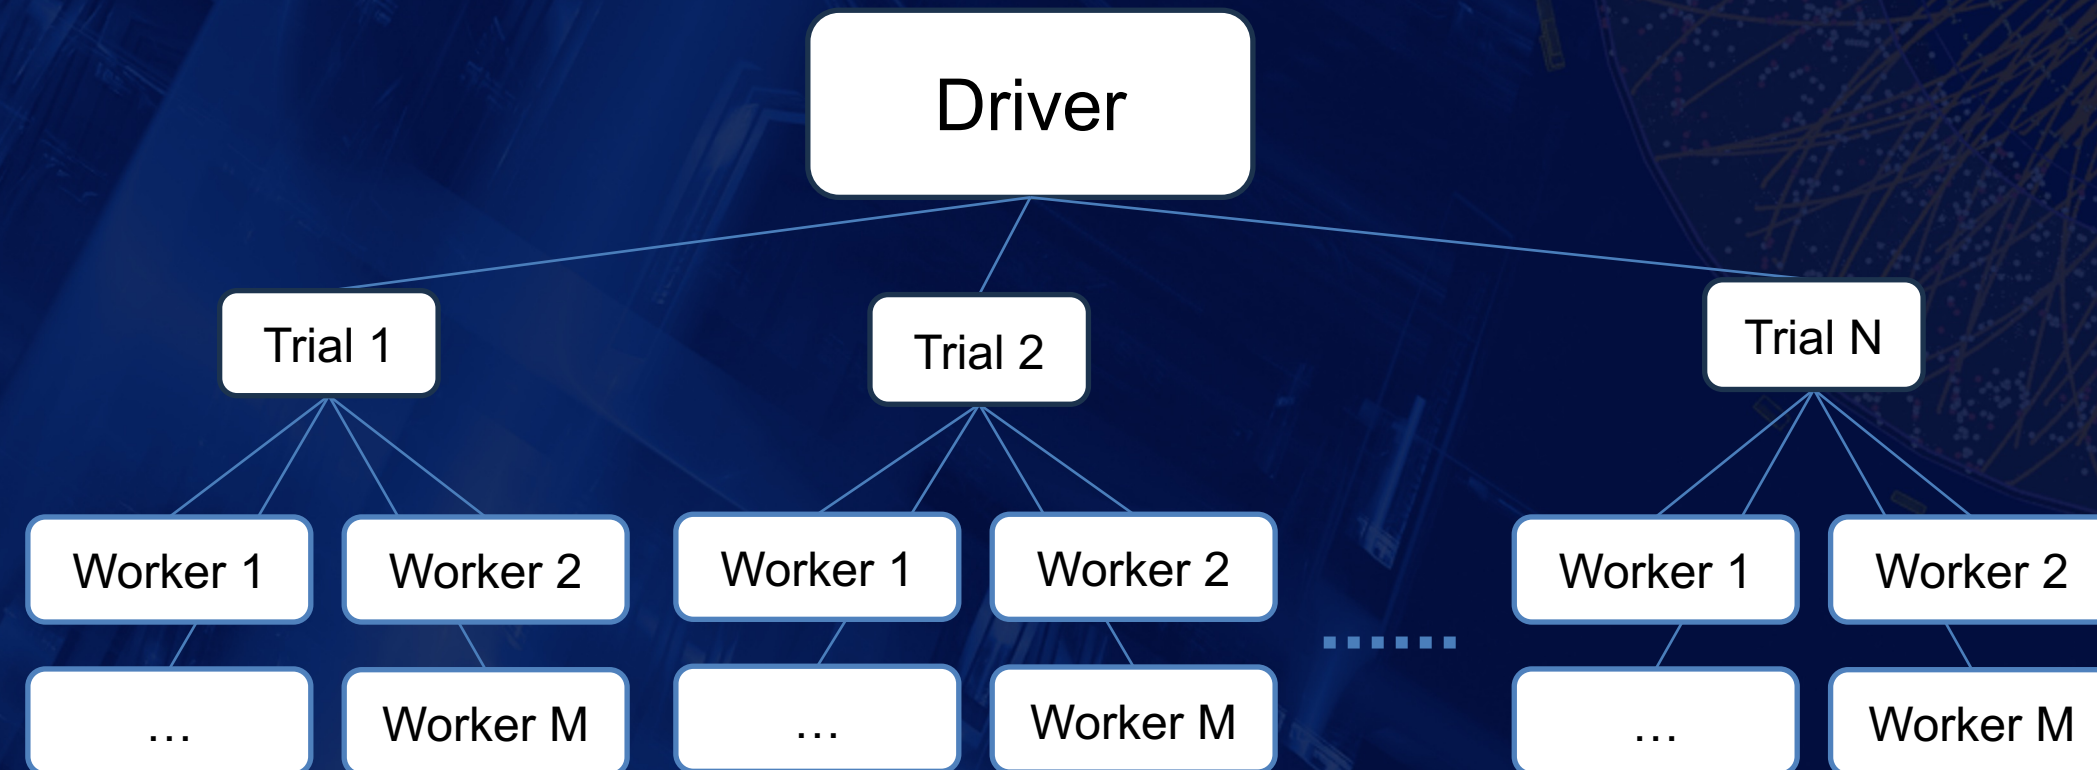 Driver
Trial 1
Trial 2
Trial N
Worker 1
Worker 2
Worker 1
Worker 2
Worker 1
Worker 2
...
Worker M
...
Worker M
...
Worker M